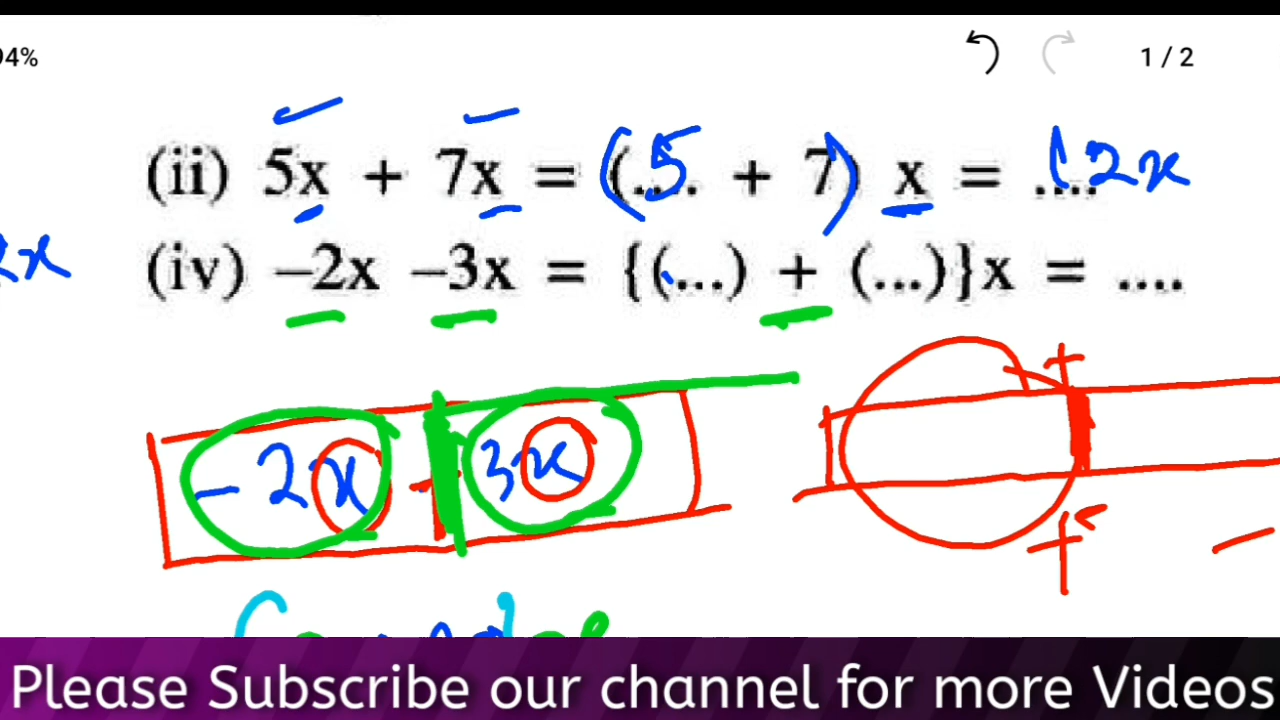 94%
1 / 2
(ii) 5x + 7x = (5 + 7) x = 12x
(iv) –2x –3x = {(...) + (...)}x = ....
- 2x - 3x
Please Subscribe our channel for more Videos